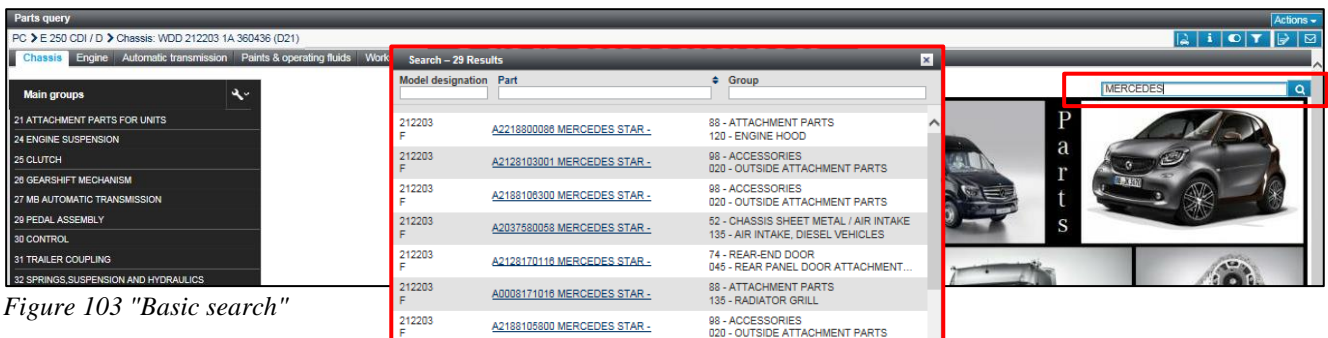 Parts query
Actions
PC > E 250 CDI / D > Chassis: WDD 212203 1A 360436 (D21)
Chassis Engine Automatic transmission Paints & operating fluids Work
Search – 29 Results
Model designation Part Group
MERCEDES
Main groups
21 ATTACHMENT PARTS FOR UNITS
24 ENGINE SUSPENSION
25 CLUTCH
26 GEARSHIFT MECHANISM
27 MB AUTOMATIC TRANSMISSION
29 PEDAL ASSEMBLY
30 CONTROL
31 TRAILER COUPLING
32 SPRINGS,SUSPENSION AND HYDRAULICS
212203 A2218800086 MERCEDES STAR - 88 - ATTACHMENT PARTS
F 120 - ENGINE HOOD
212203 A2128103001 MERCEDES STAR - 98 - ACCESSORIES
F 020 - OUTSIDE ATTACHMENT PARTS
212203 A2188106300 MERCEDES STAR - 98 - ACCESSORIES
F 020 - OUTSIDE ATTACHMENT PARTS
212203 A2037580058 MERCEDES STAR - 52 - CHASSIS SHEET METAL / AIR INTAKE
F 135 - AIR INTAKE, DIESEL VEHICLES
212203 A2128170116 MERCEDES STAR - 74 - REAR-END DOOR
F 045 - REAR PANEL DOOR ATTACHMENT...
212203 A0008171016 MERCEDES STAR - 88 - ATTACHMENT PARTS
F 135 - RADIATOR GRILL
212203 A2188105800 MERCEDES STAR - 98 - ACCESSORIES
F 020 - OUTSIDE ATTACHMENT PARTS
Parts
Figure 103 "Basic search"